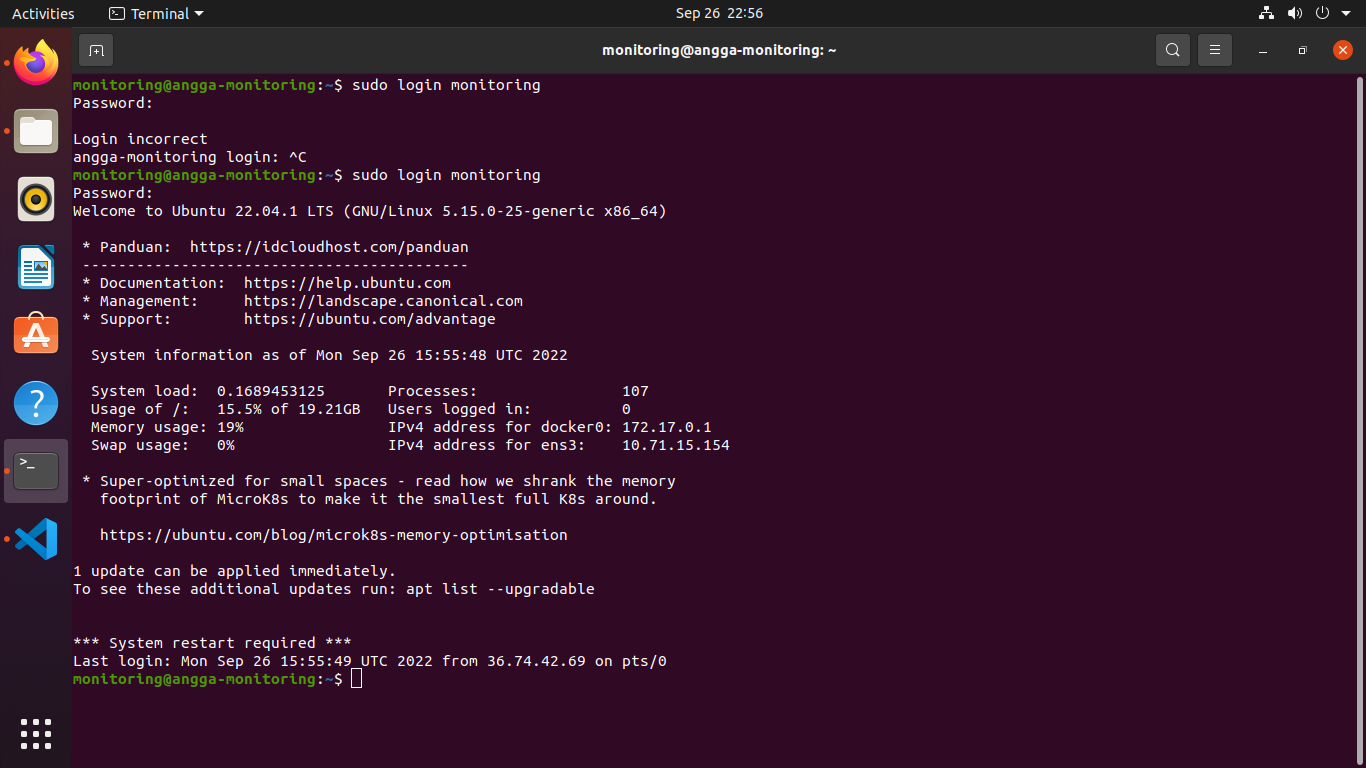 Activities Terminal Sep 26 22:56
monitoring@angga-monitoring: ~
monitoring@angga-monitoring:~$ sudo login monitoring
Password:
Login incorrect
angga-monitoring login: ^C
monitoring@angga-monitoring:~$ sudo login monitoring
Password:
Welcome to Ubuntu 22.04.1 LTS (GNU/Linux 5.15.0-25-generic x86_64)
* Panduan: https://idcloudhost.com/panduan
-------------------------------------------
* Documentation: https://help.ubuntu.com
* Management: https://landscape.canonical.com
* Support: https://ubuntu.com/advantage
System information as of Mon Sep 26 15:55:48 UTC 2022
System load: 0.1689453125 Processes: 107
Usage of /: 15.5% of 19.21GB Users logged in: 0
Memory usage: 19% IPv4 address for docker0: 172.17.0.1
Swap usage: 0% IPv4 address for ens3: 10.71.15.154
* Super-optimized for small spaces - read how we shrank the memory
footprint of MicroK8s to make it the smallest full K8s around.
https://ubuntu.com/blog/microk8s-memory-optimisation
1 update can be applied immediately.
To see these additional updates run: apt list --upgradable
*** System restart required ***
Last login: Mon Sep 26 15:55:49 UTC 2022 from 36.74.42.69 on pts/0
monitoring@angga-monitoring:~$